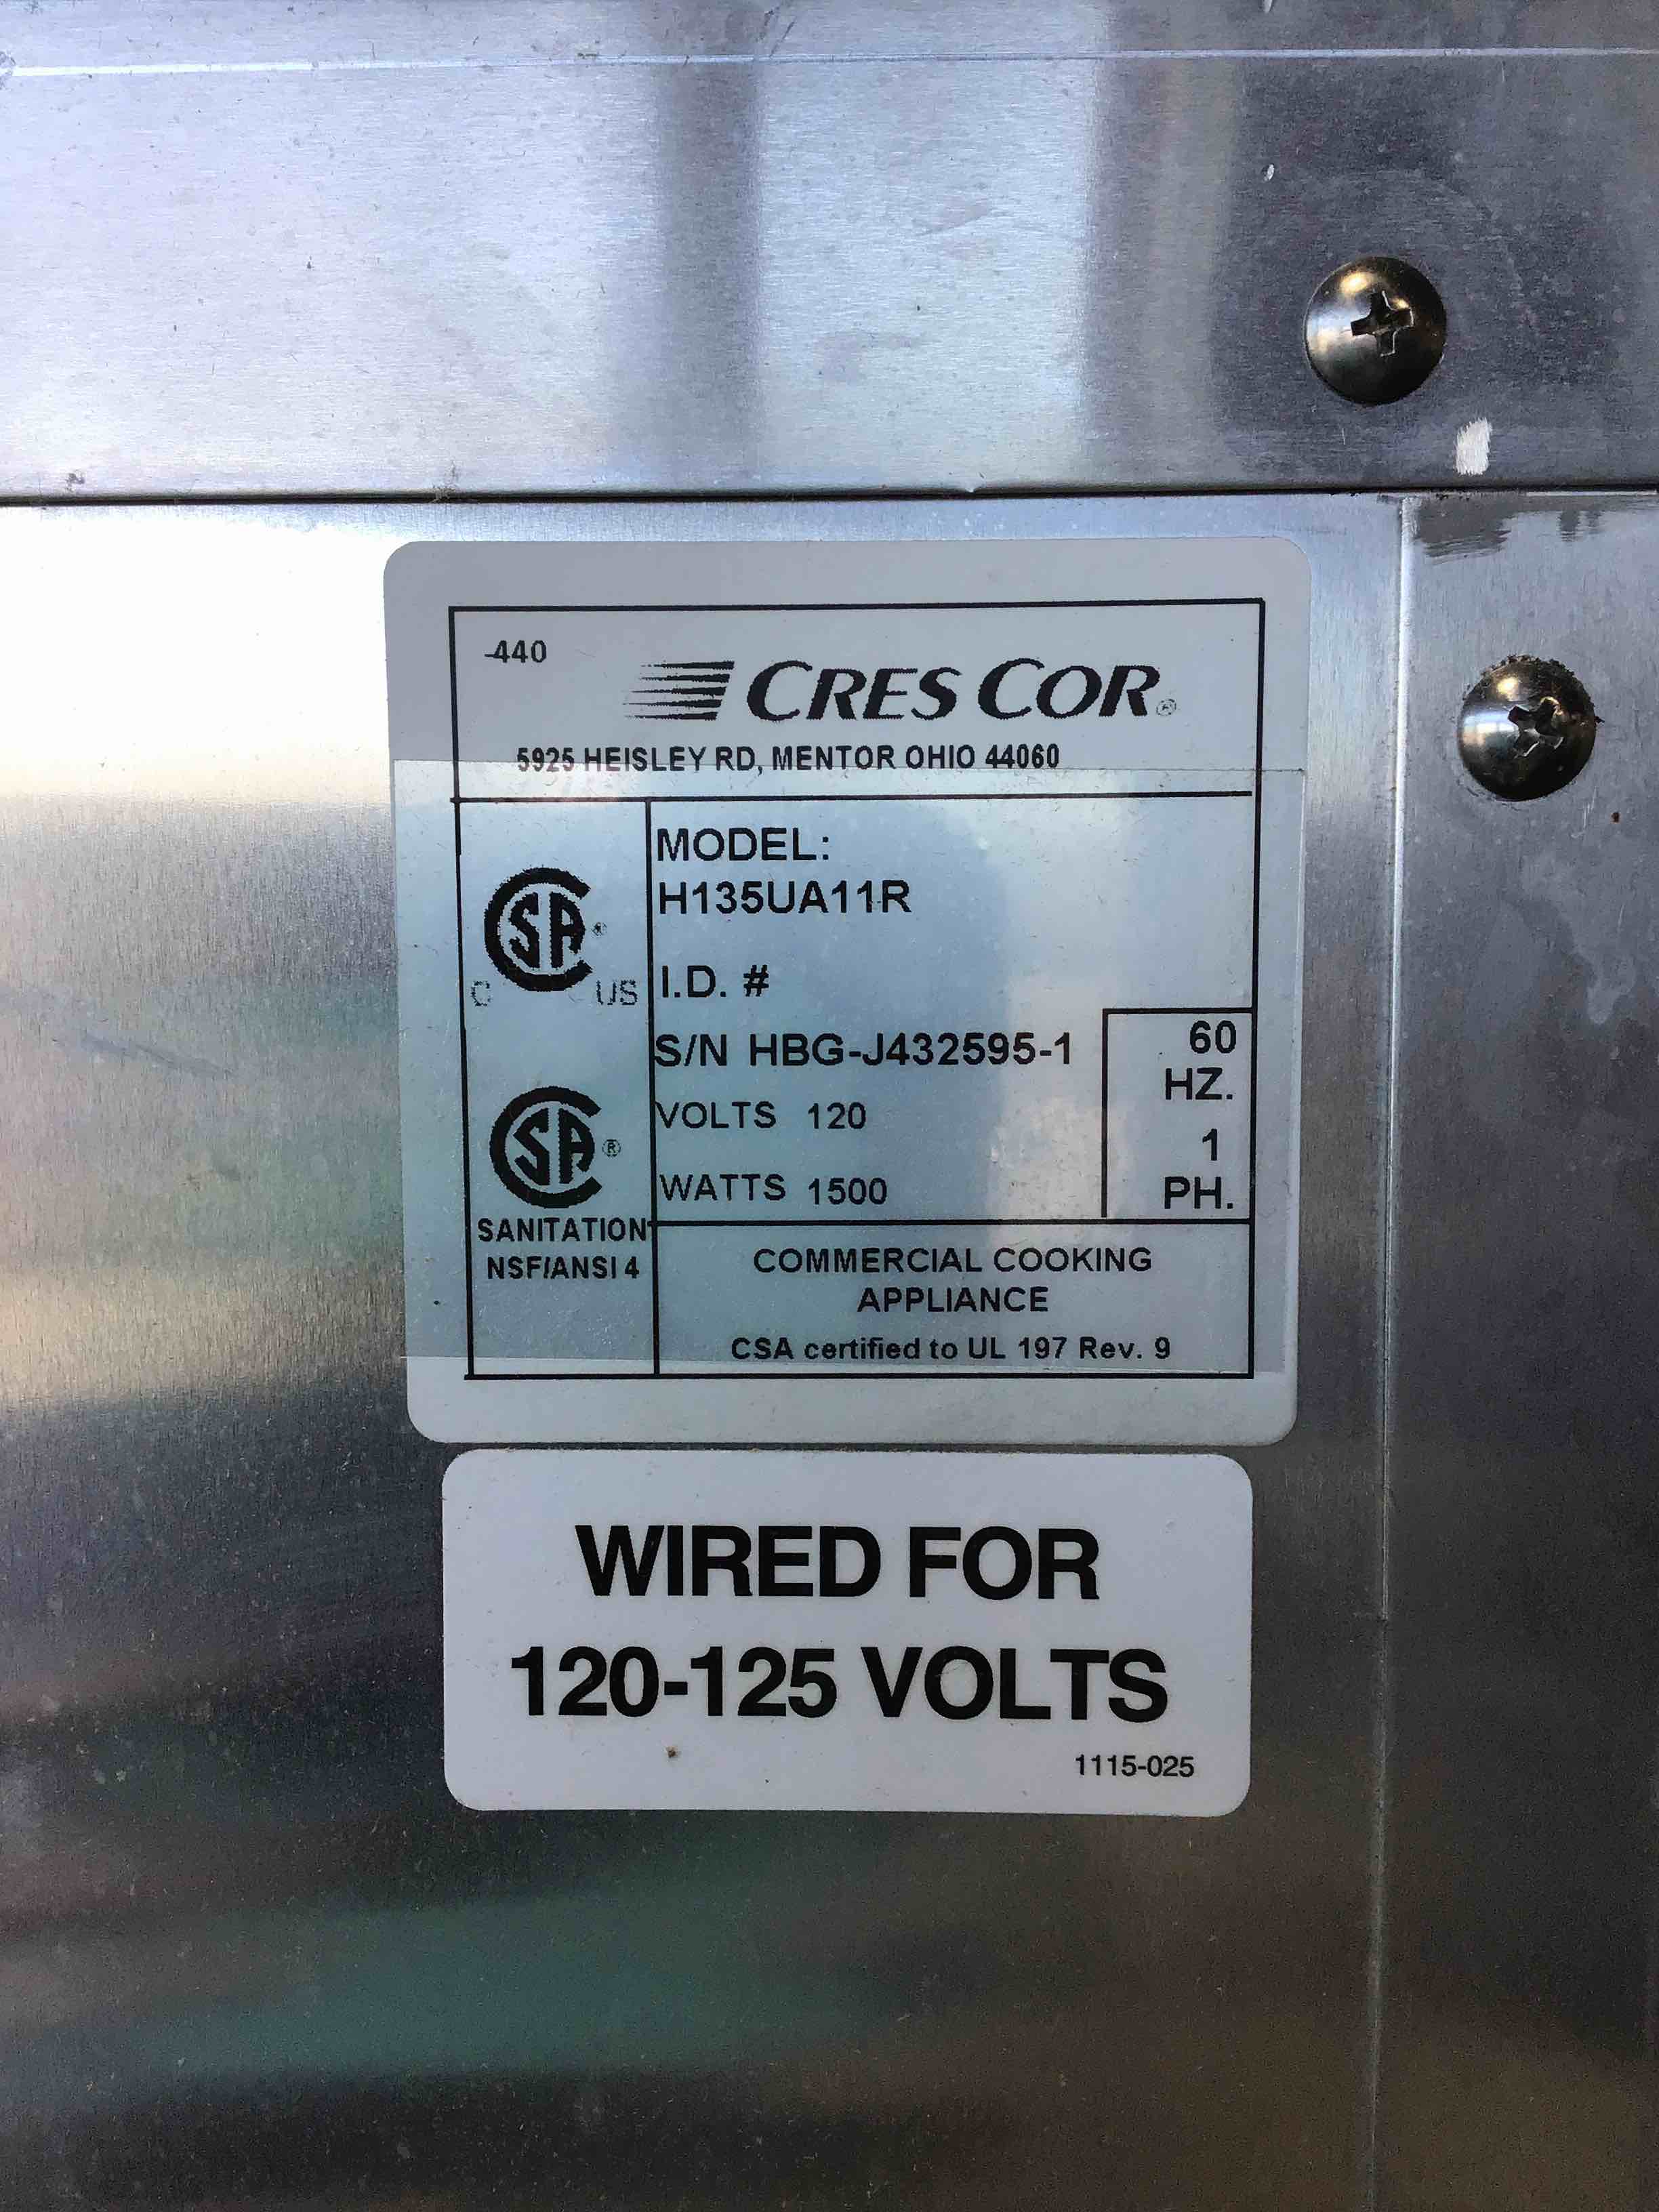 -440
CRES COR®
5925 HEISLEY RD, MENTOR OHIO 44060
CSA®
C US
CSA®
SANITATION
NSF/ANSI 4
MODEL:
H135UA11R
I.D. #
S/N HBG-J432595-1
VOLTS 120
WATTS 1500
60
HZ.
1
PH.
COMMERCIAL COOKING
APPLIANCE
CSA certified to UL 197 Rev. 9
WIRED FOR
120-125 VOLTS
1115-025